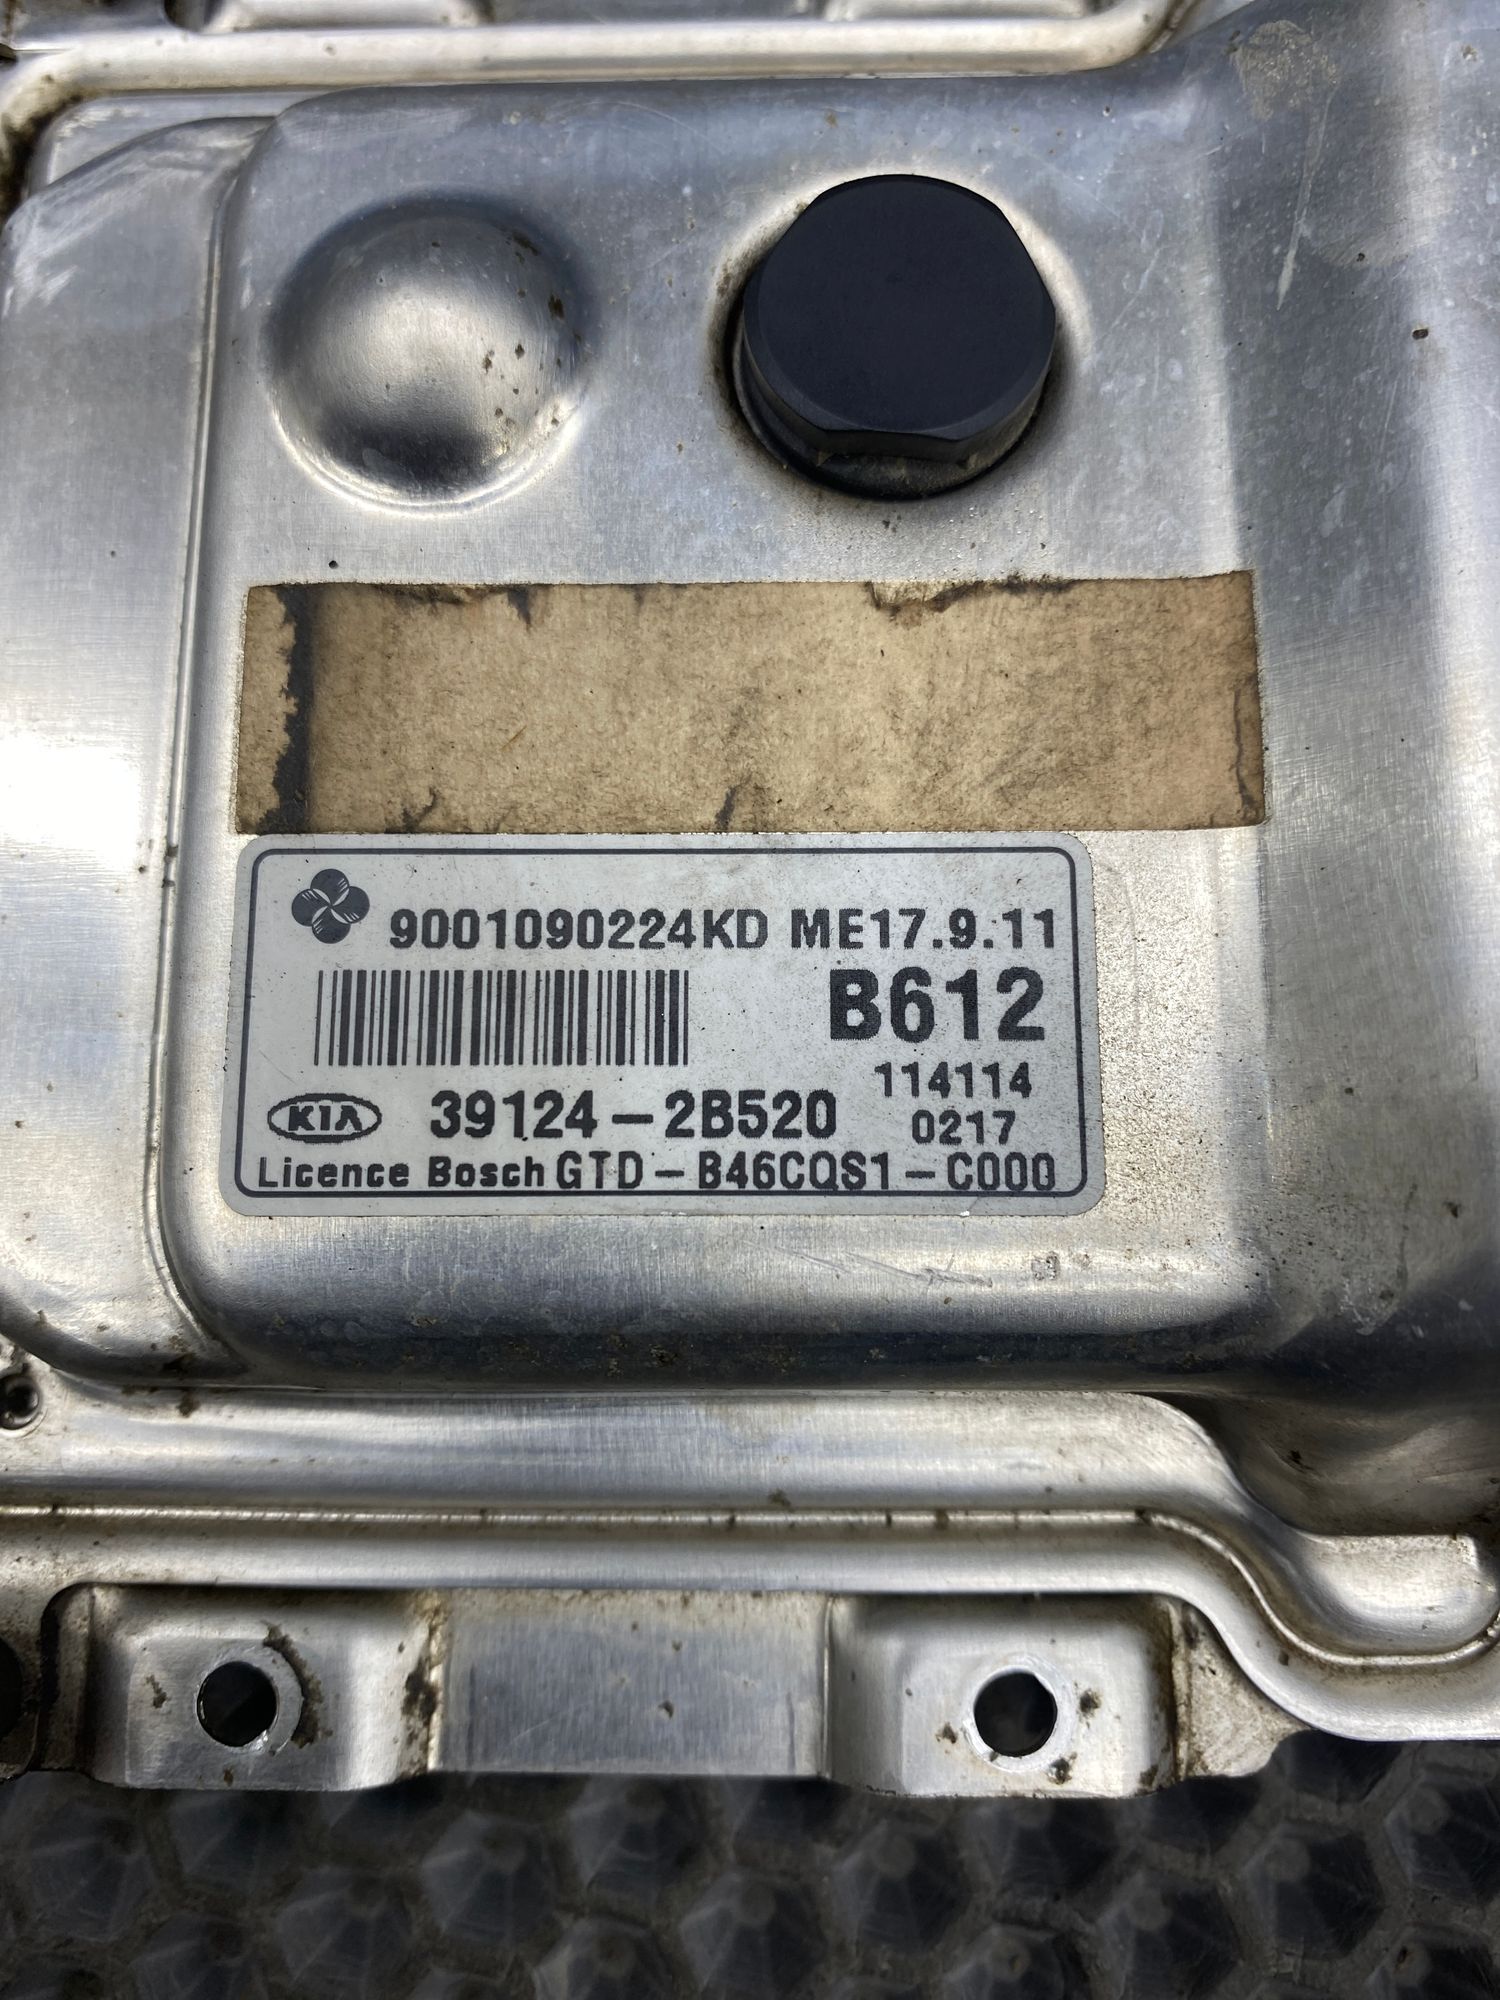 9001090224KD ME17.9.11
B612
114114
KIA 39124-2B520 0217
Licence Bosch GTD-B46CQS1-C000